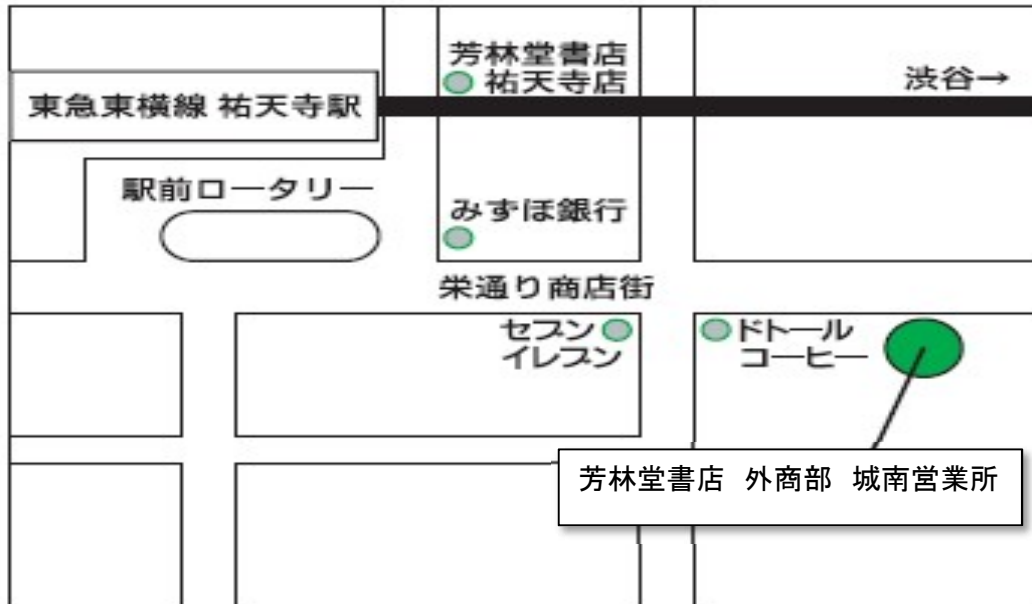 芳林堂書店
祐天寺店
渋谷→
東急東横線 祐天寺駅
駅前ロータリー
みずほ銀行
栄通り商店街
セブン
イレブン
ドトール
コーヒー
芳林堂書店 外商部 城南営業所